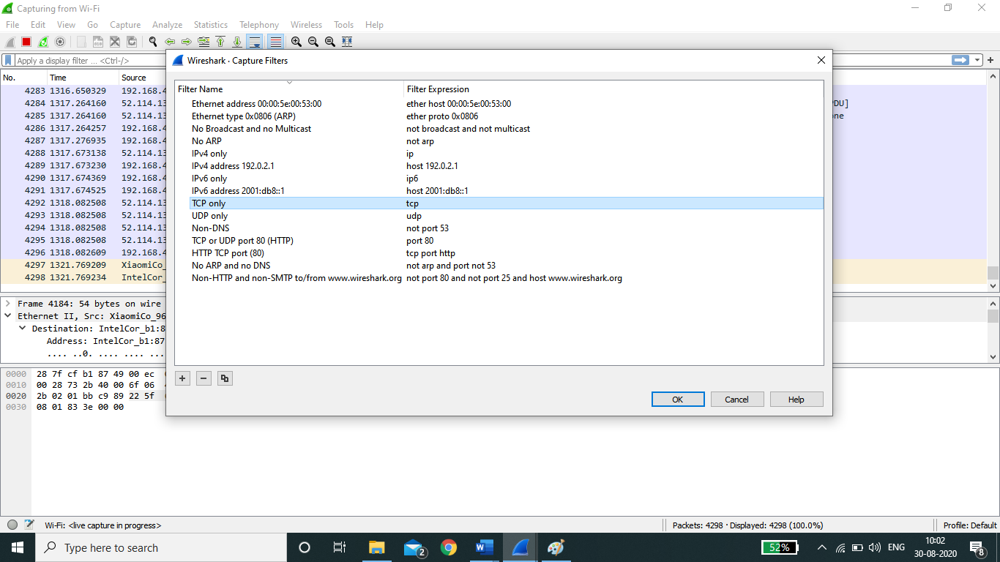 Capturing from Wi-Fi
File Edit View Go Capture Analyze Statistics Telephony Wireless Tools Help
Apply a display filter ... <Ctrl-/>
Wireshark · Capture Filters
No. Time Source
Filter Name Filter Expression
4283 1316.650329 192.168.4
4284 1317.264160 52.114.13
4285 1317.264160 52.114.13
4286 1317.264257 192.168.4
4287 1317.276935 192.168.4
4288 1317.673138 52.114.13
4289 1317.673230 192.168.4
4290 1317.674369 192.168.4
4291 1317.674525 192.168.4
4292 1318.082508 52.114.13
4293 1318.082508 52.114.13
4294 1318.082508 52.114.13
4295 1318.082508 52.114.13
4296 1318.082609 192.168.4
4297 1321.769209 XiaomiCo_
4298 1321.769234 IntelCor_
Ethernet address 00:00:5e:00:53:00 ether host 00:00:5e:00:53:00
Ethernet type 0x0806 (ARP) ether proto 0x0806
No Broadcast and no Multicast not broadcast and not multicast
No ARP not arp
IPv4 only ip
IPv4 address 192.0.2.1 host 192.0.2.1
IPv6 only ip6
IPv6 address 2001:db8::1 host 2001:db8::1
TCP only tcp
UDP only udp
Non-DNS not port 53
TCP or UDP port 80 (HTTP) port 80
HTTP TCP port (80) tcp port http
No ARP and no DNS not arp and port not 53
Non-HTTP and non-SMTP to/from www.wireshark.org not port 80 and not port 25 and host www.wireshark.org
PDU]
one
OK Cancel Help
Frame 4184: 54 bytes on wire
Ethernet II, Src: XiaomiCo_96
Destination: IntelCor_b1:8
Address: IntelCor_b1:87
.... ..0. .... .... ...
0000 28 7f cf b1 87 49 00 ec
0010 00 28 73 2b 40 00 6f 06
0020 2b 02 01 bb c9 89 22 5f
0030 08 01 83 3e 00 00
Wi-Fi: <live capture in progress>
Packets: 4298 · Displayed: 4298 (100.0%)
Profile: Default
Type here to search
2
52%
ENG
10:02
30-08-2020
8